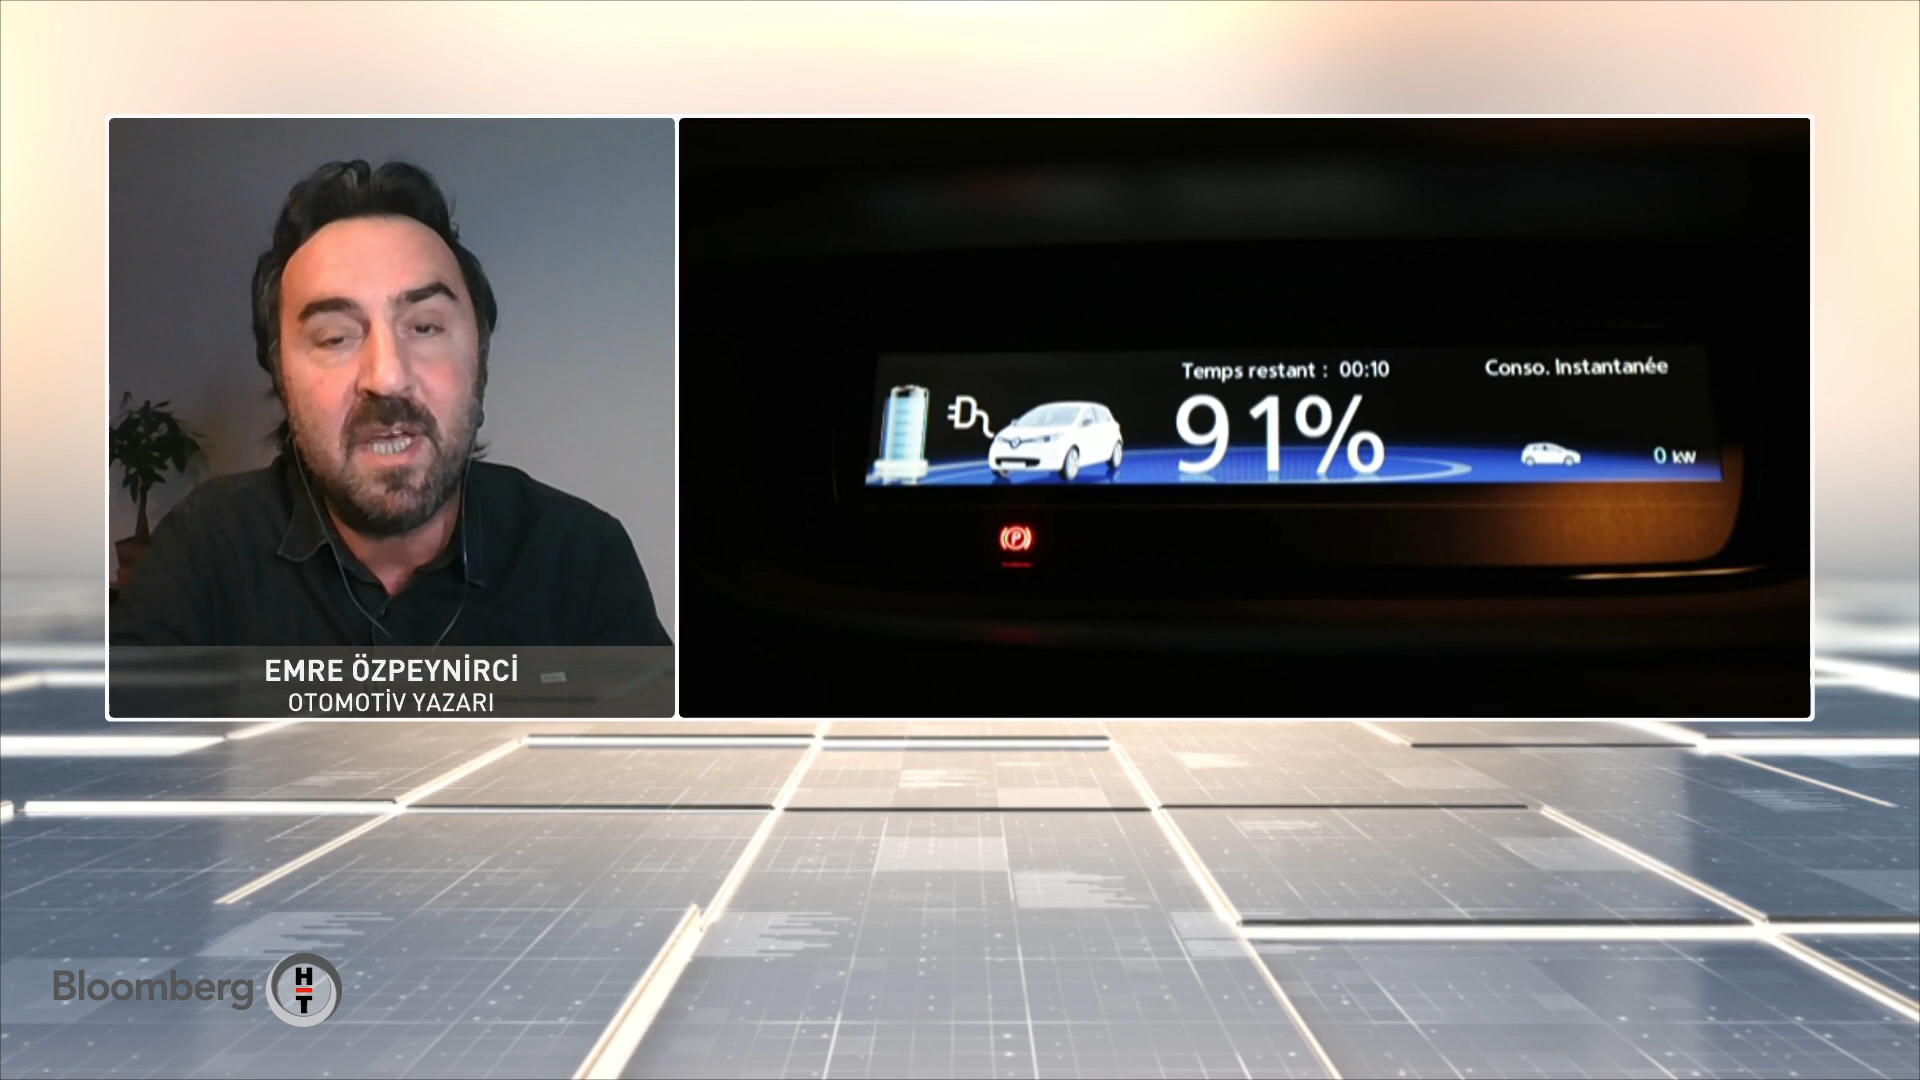 Temps restant : 00:10
Conso. Instantanée
91%
0 kW
P
EMRE ÖZPEYNİRCİ
OTOMOTİV YAZARI
Bloomberg HT